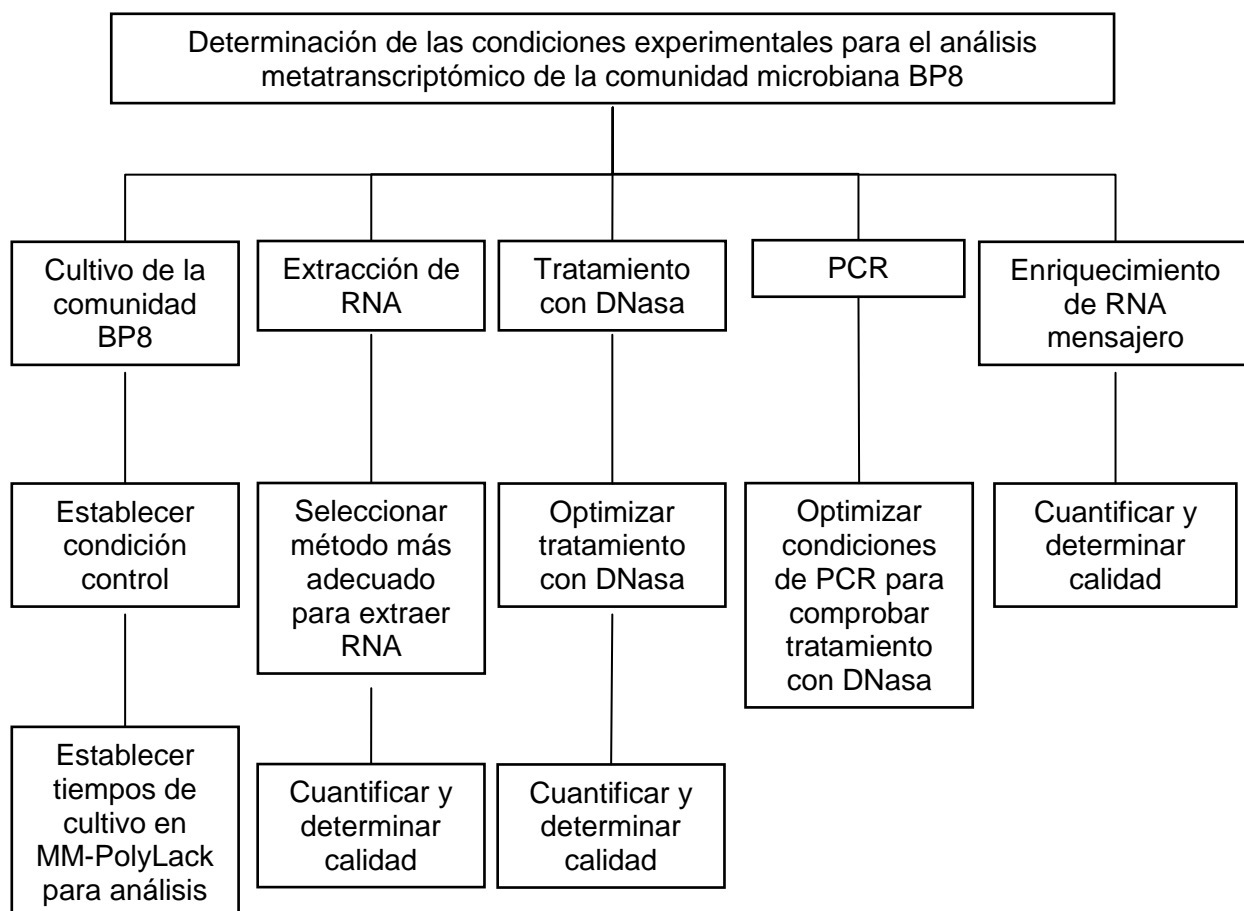 Determinación de las condiciones experimentales para el análisis
metatranscriptómico de la comunidad microbiana BP8
Cultivo de la
comunidad
BP8
Extracción de
RNA
Tratamiento
con DNasa
PCR
Enriquecimiento
de RNA
mensajero
Establecer
condición
control
Seleccionar
método más
adecuado
para extraer
RNA
Optimizar
tratamiento
con DNasa
Optimizar
condiciones
de PCR para
comprobar
tratamiento
con DNasa
Cuantificar y
determinar
calidad
Establecer
tiempos de
cultivo en
MM-PolyLack
para análisis
Cuantificar y
determinar
calidad
Cuantificar y
determinar
calidad